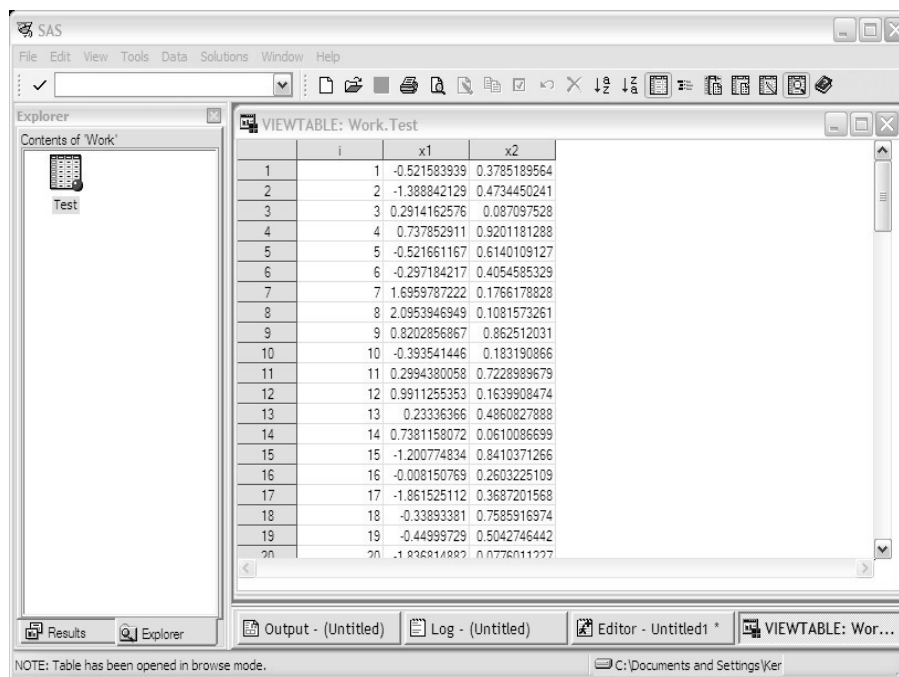 SAS
File Edit View Tools Data Solutions Window Help
Explorer
Contents of 'Work'
Test
VIEWTABLE: Work.Test
i x1 x2
1 1 -0.521583939 0.3785189564
2 2 -1.388842129 0.4734450241
3 3 0.2914162576 0.087097528
4 4 0.737852911 0.9201181288
5 5 -0.521661167 0.6140109127
6 6 -0.297184217 0.4054585329
7 7 1.6959787222 0.1766178828
8 8 2.0953946949 0.1081573261
9 9 0.8202856867 0.862512031
10 10 -0.393541446 0.183190866
11 11 0.2994380058 0.7228989679
12 12 0.9911255353 0.1639908474
13 13 0.23336366 0.4860827888
14 14 0.7381158072 0.0610086699
15 15 -1.200774834 0.8410371266
16 16 -0.008150769 0.2603225109
17 17 -1.861525112 0.3687201568
18 18 -0.33893381 0.7585916974
19 19 -0.44999729 0.5042746442
20 20 -1.836814882 0.0776011227
Results Explorer
Output - (Untitled) Log - (Untitled) Editor - Untitled1 * VIEWTABLE: Wor...
NOTE: Table has been opened in browse mode. C:\Documents and Settings\Ker